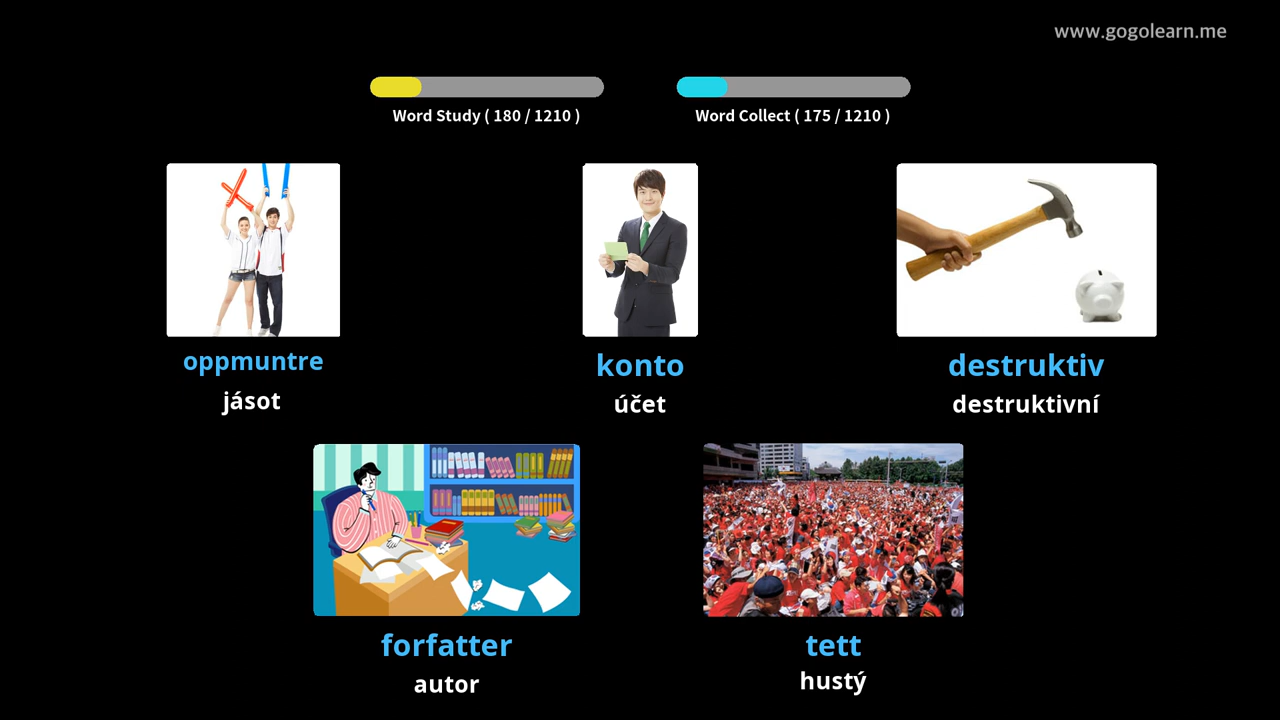 www.gogolearn.me
Word Study ( 180 / 1210 )
Word Collect ( 175 / 1210 )
oppmuntre
jásot
konto
účet
destruktiv
destruktivní
forfatter
autor
tett
hustý